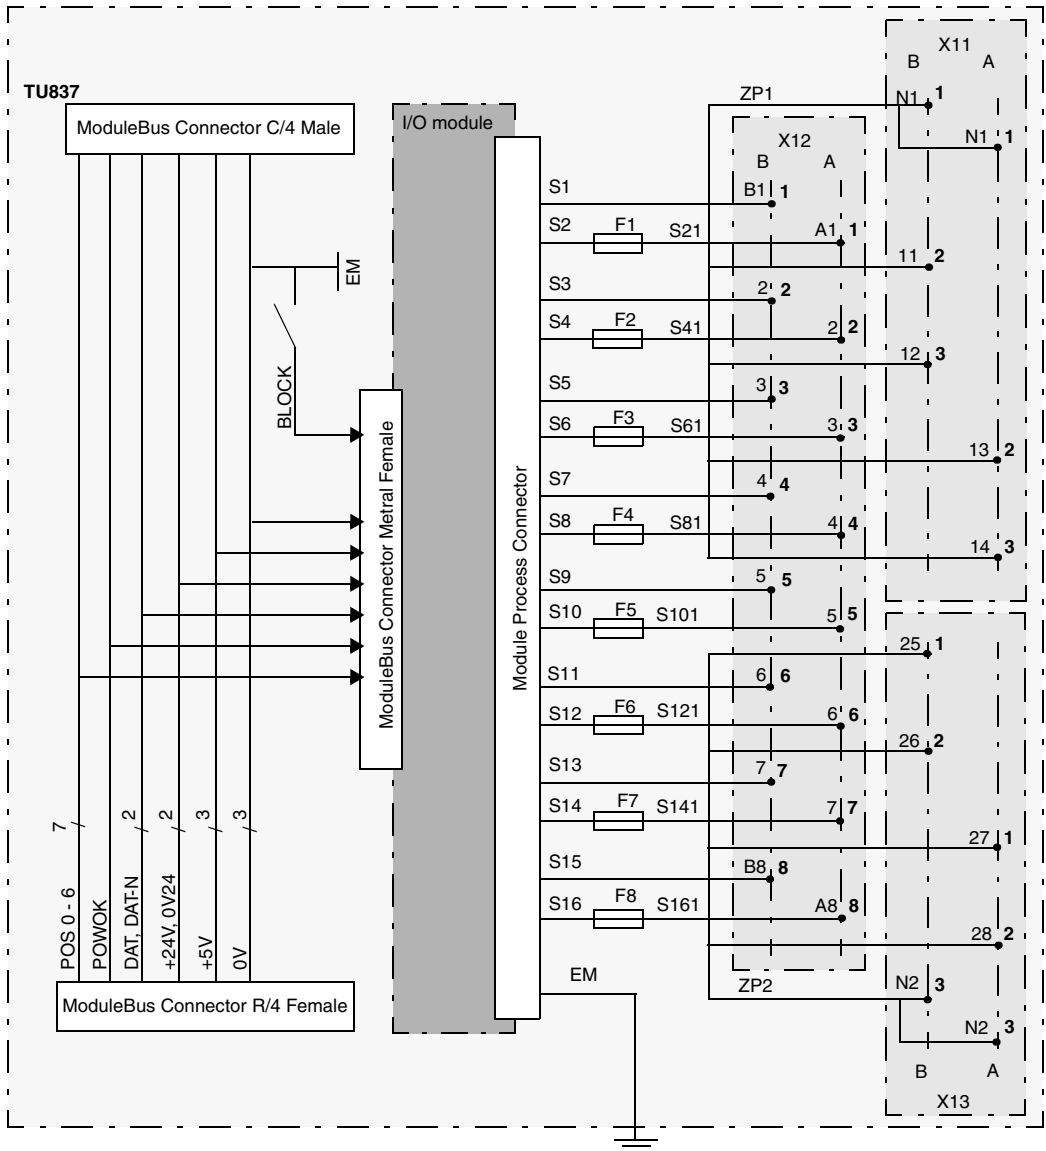 TU837
ModuleBus Connector C/4 Male
EM
BLOCK
7
2
2
3
3
POS 0 - 6
POWOK
DAT, DAT-N
+24V, 0V24
+5V
0V
ModuleBus Connector R/4 Female
I/O module
ModuleBus Connector Metral Female
Module Process Connector
S1
S2 F1 S21
S3
S4 F2 S41
S5
S6 F3 S61
S7
S8 F4 S81
S9
S10 F5 S101
S11
S12 F6 S121
S13
S14 F7 S141
S15
S16 F8 S161
EM
ZP1
X12
B A
B1 1
A1 1
2 2
2 2
3 3
3 3
4 4
4 4
5 5
5 5
6 6
6 6
7 7
7 7
B8 8
A8 8
ZP2
X11
B A
N1 1
N1 1
11 2
12 3
13 2
14 3
25 1
26 2
27 1
28 2
N2 3
N2 3
B A
X13